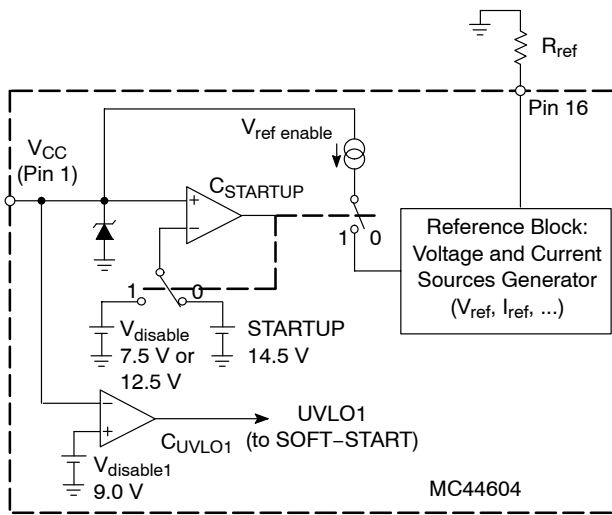 R_ref
Pin 16
V_ref enable
V_CC
(Pin 1)
C_STARTUP
1 0
Reference Block:
Voltage and Current
Sources Generator
(V_ref, I_ref, ...)
1 0
V_disable
7.5 V or
12.5 V
STARTUP
14.5 V
C_UVLO1
UVLO1
(to SOFT−START)
V_disable1
9.0 V
MC44604
+
−
−
+